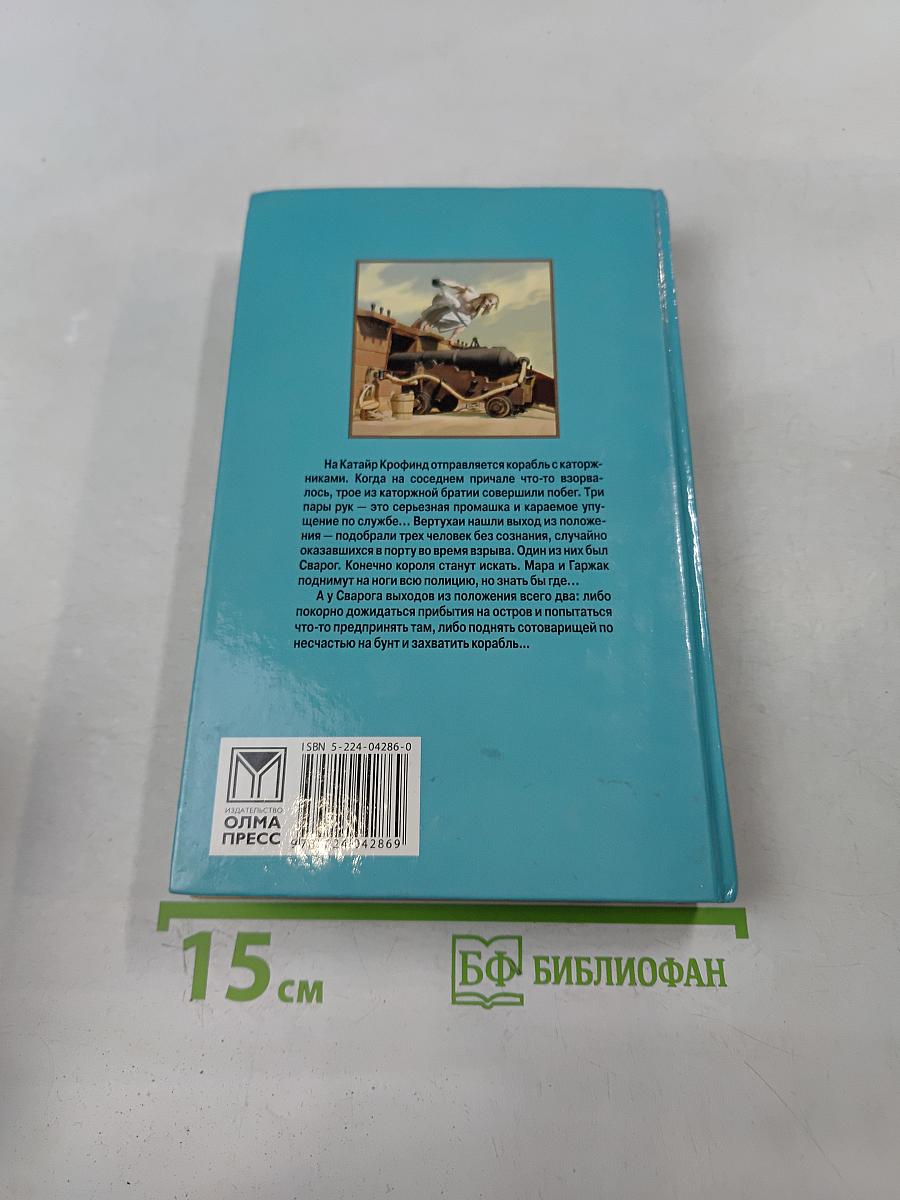 На Катайр Крофинд отправляется корабль с каторж-
никами. Когда на соседнем причале что-то взорва-
лось, трое из каторжной братии совершили побег. Три
пары рук — это серьезная промашка и караемое упу-
щение по службе... Вертухаи нашли выход из положе-
ния — подобрали трех человек без сознания, случайно
оказавшихся в порту во время взрыва. Один из них был
Сварог. Конечно короля станут искать. Мара и Гаржак
поднимут на ноги всю полицию, но знать бы где...
А у Сварога выходов из положения всего два: либо
покорно дожидаться прибытия на остров и попытаться
что-то предпринять там, либо поднять сотоварищей по
несчастью на бунт и захватить корабль...
ISBN 5-224-04286-0
ИЗДАТЕЛЬСТВО
ОЛМА
ПРЕСС
042869
15 см
БФ БИБЛИОФАН